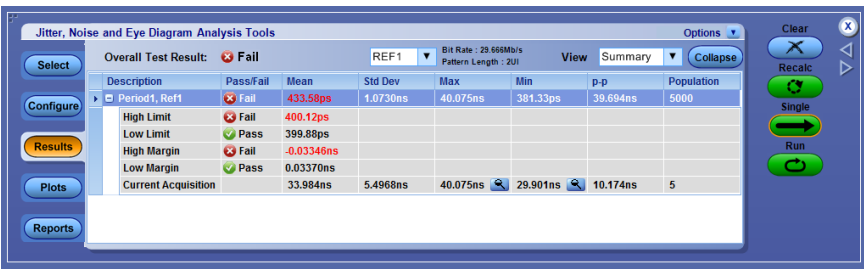 Jitter, Noise and Eye Diagram Analysis Tools Options Clear X
Select Overall Test Result: Fail REF1 Bit Rate : 29.666Mb/s View Summary Collapse
Pattern Length : 2UI
Recalc
Description Pass/Fail Mean Std Dev Max Min p-p Population
Period1, Ref1 Fail 433.58ps 1.0730ns 40.075ns 381.33ps 39.694ns 5000
Configure High Limit Fail 400.12ps Single
Low Limit Pass 399.88ps
Results High Margin Fail -0.03346ns Run
Low Margin Pass 0.03370ns
Plots Current Acquisition 33.984ns 5.4968ns 40.075ns 29.901ns 10.174ns 5
Reports